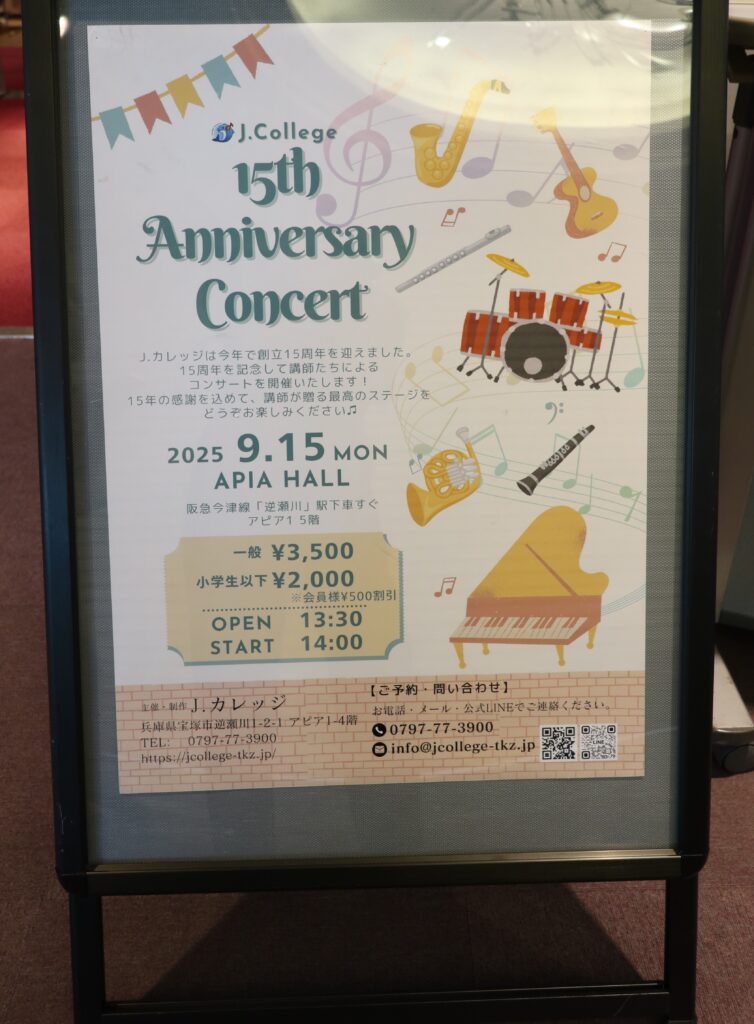 J.College
15th
Anniversary
Concert
J.カレッジは今年で創立15周年を迎えました。
15周年を記念して講師たちによる
コンサートを開催いたします！
15年の感謝を込めて、講師が贈る最高のステージを
どうぞお楽しみください♫
2025 9.15 MON
APIA HALL
阪急今津線「逆瀬川」駅下車すぐ
アピア1 5階
一般 ¥3,500
小学生以下 ¥2,000
※会員様¥500割引
OPEN 13:30
START 14:00
主催・制作 J.カレッジ
兵庫県宝塚市逆瀬川1-2-1 アピア1-4階
TEL: 0797-77-3900
https://jcollege-tkz.jp/
【ご予約・問い合わせ】
お電話・メール・公式LINEでご連絡ください。
0797-77-3900
info@jcollege-tkz.jp
LINE